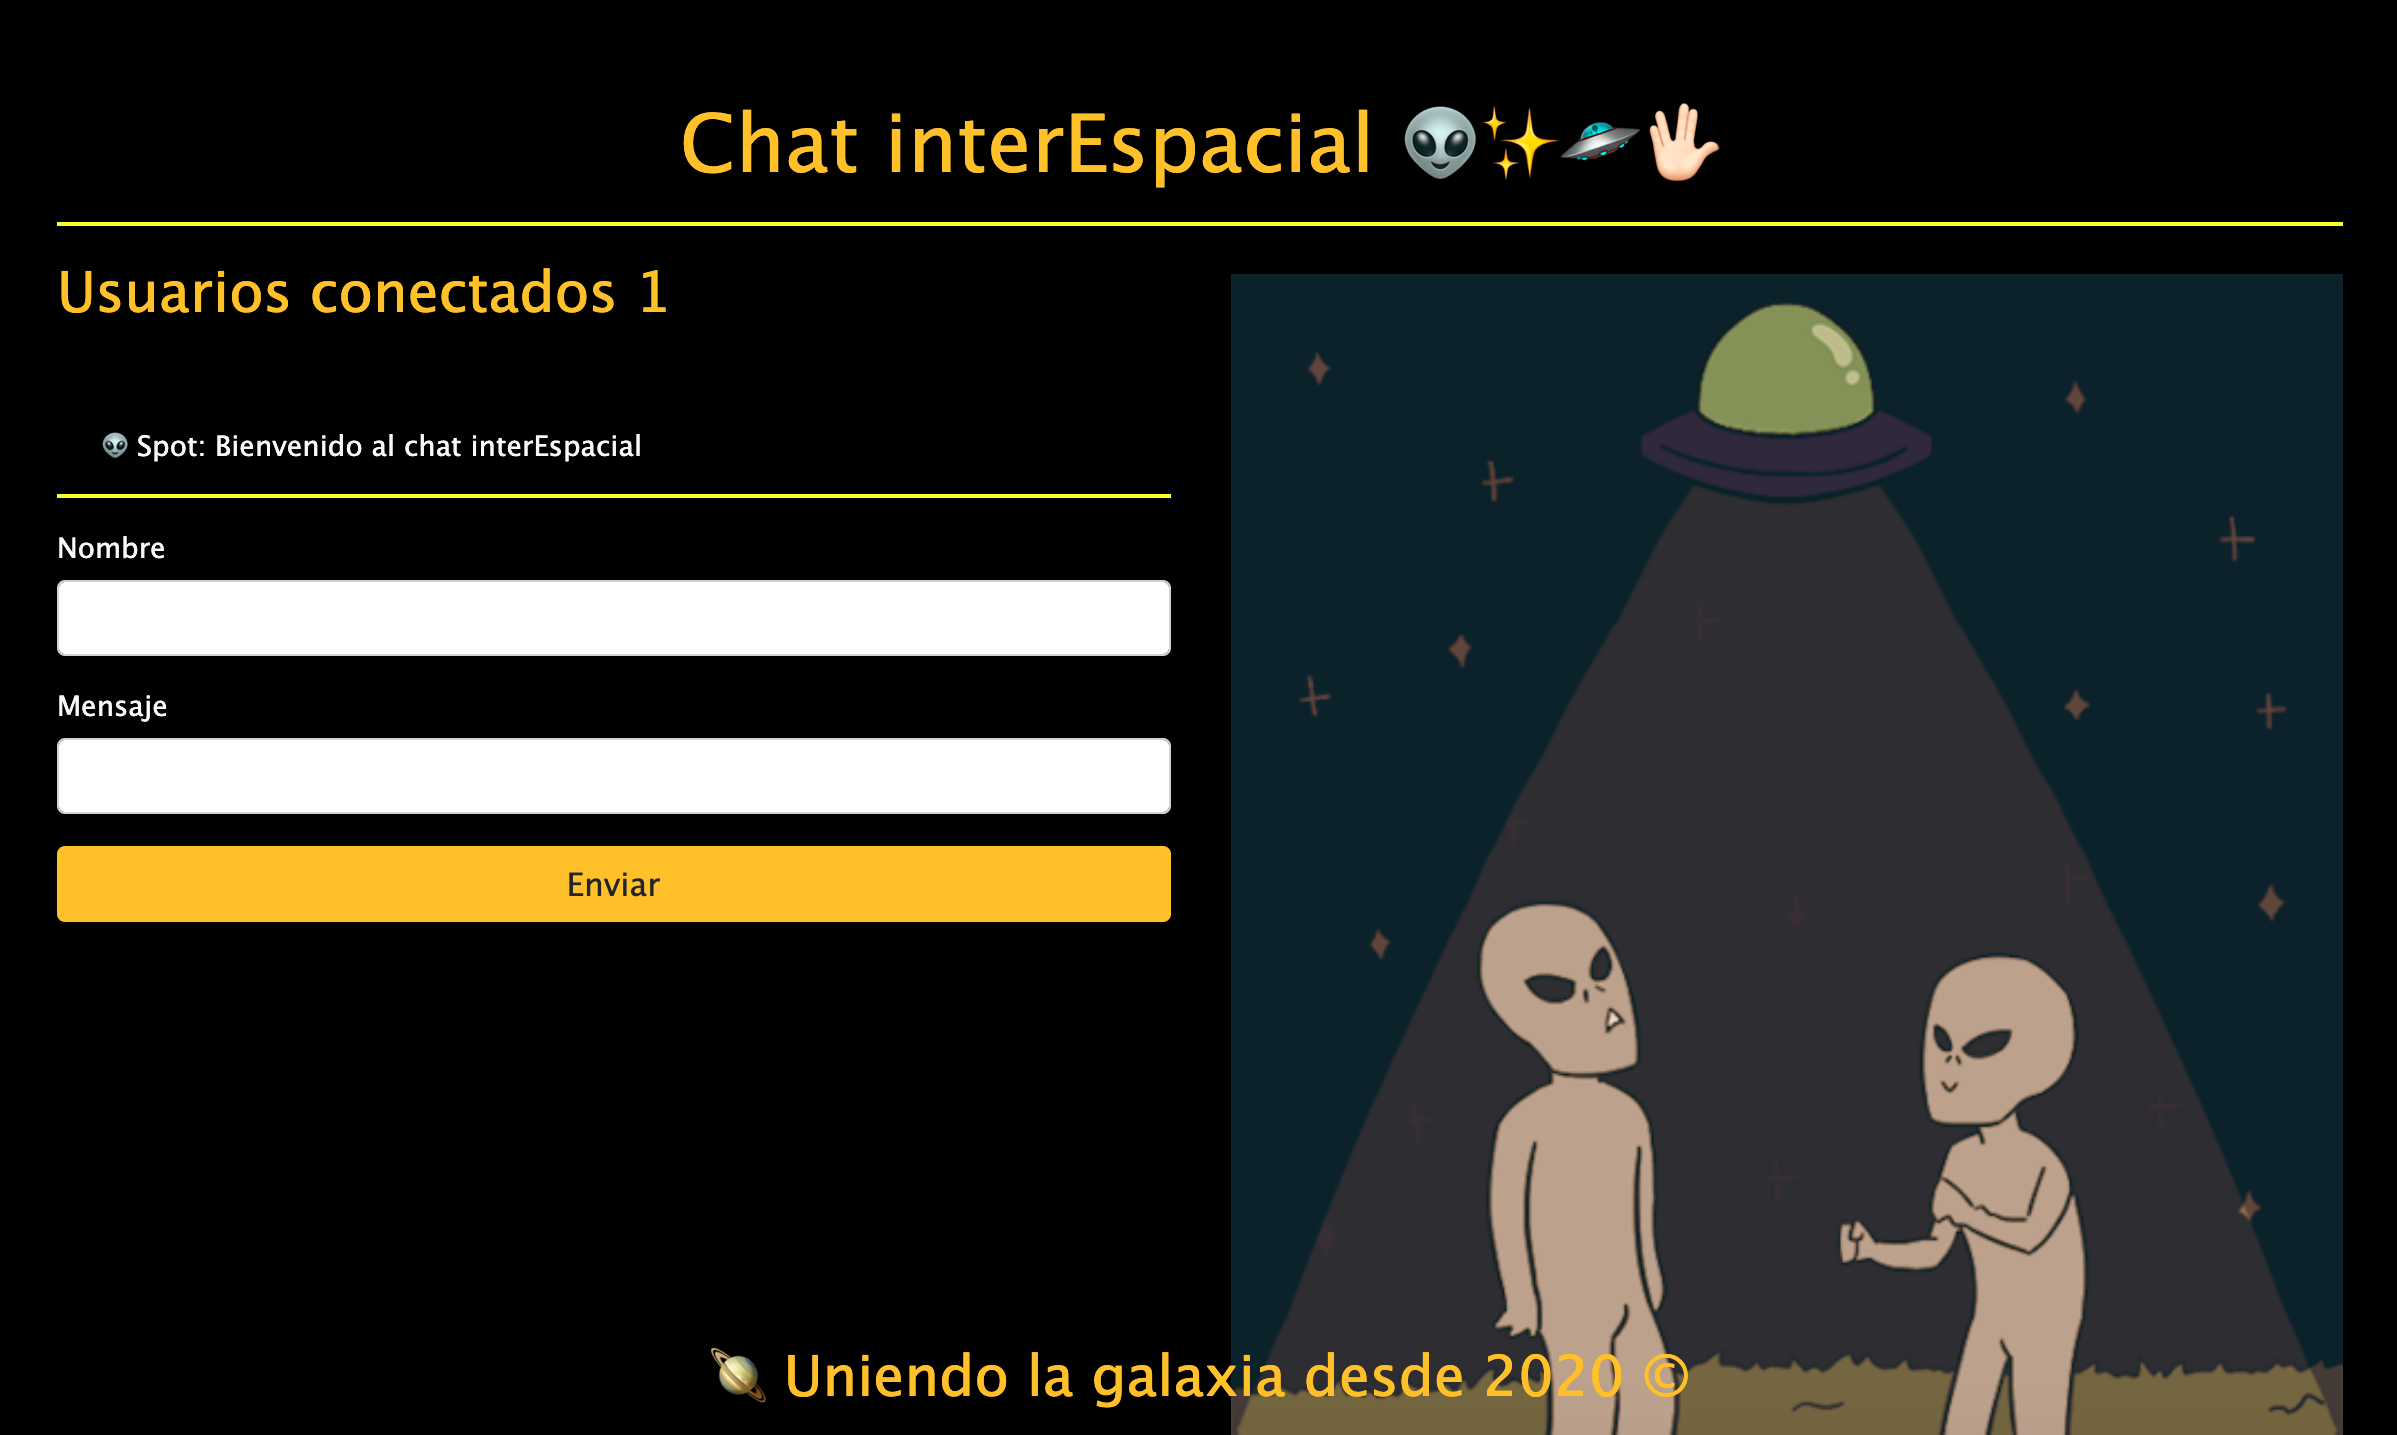 Chat interEspacial 👽✨🛸🖖🏻
Usuarios conectados 1
👽 Spot: Bienvenido al chat interEspacial
Nombre
Mensaje
Enviar
🪐 Uniendo la galaxia desde 2020 ©